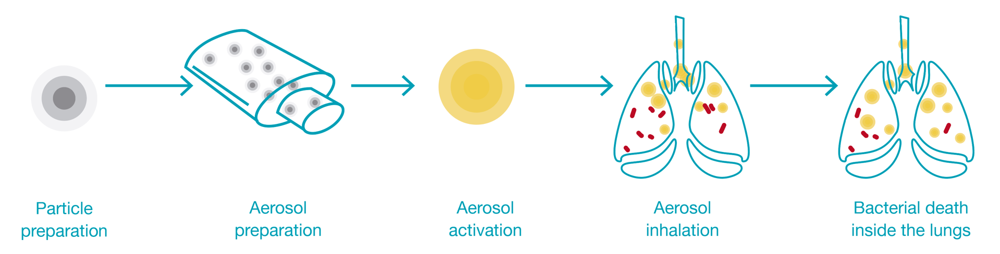 Particle
preparation
Aerosol
preparation
Aerosol
activation
Aerosol
inhalation
Bacterial death
inside the lungs